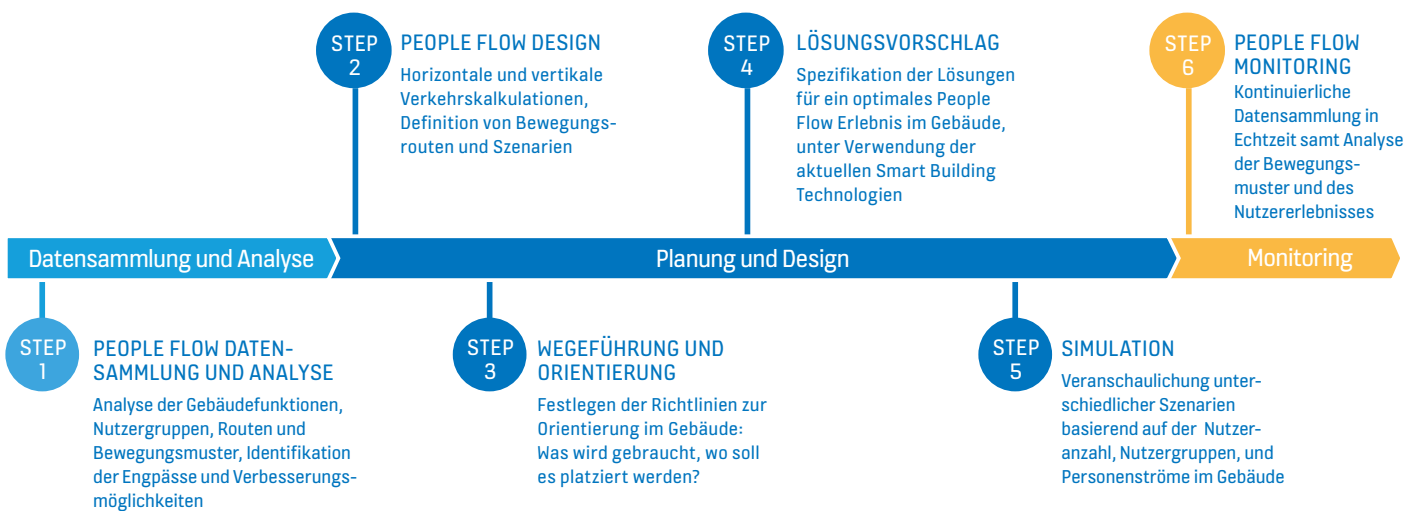 STEP
2
PEOPLE FLOW DESIGN
Horizontale und vertikale
Verkehrskalkulationen,
Definition von Bewegungs-
routen und Szenarien
STEP
4
LÖSUNGSVORSCHLAG
Spezifikation der Lösungen
für ein optimales People
Flow Erlebnis im Gebäude,
unter Verwendung der
aktuellen Smart Building
Technologien
STEP
6
PEOPLE FLOW
MONITORING
Kontinuierliche
Datensammlung in
Echtzeit samt Analyse
der Bewegungs-
muster und des
Nutzererlebnisses
Datensammlung und Analyse
Planung und Design
Monitoring
STEP
1
PEOPLE FLOW DATEN-
SAMMLUNG UND ANALYSE
Analyse der Gebäudefunktionen,
Nutzergruppen, Routen und
Bewegungsmuster, Identifikation
der Engpässe und Verbesserungs-
möglichkeiten
STEP
3
WEGEFÜHRUNG UND
ORIENTIERUNG
Festlegen der Richtlinien zur
Orientierung im Gebäude:
Was wird gebraucht, wo soll
es platziert werden?
STEP
5
SIMULATION
Veranschaulichung unter-
schiedlicher Szenarien
basierend auf der Nutzer-
anzahl, Nutzergruppen, und
Personenströme im Gebäude